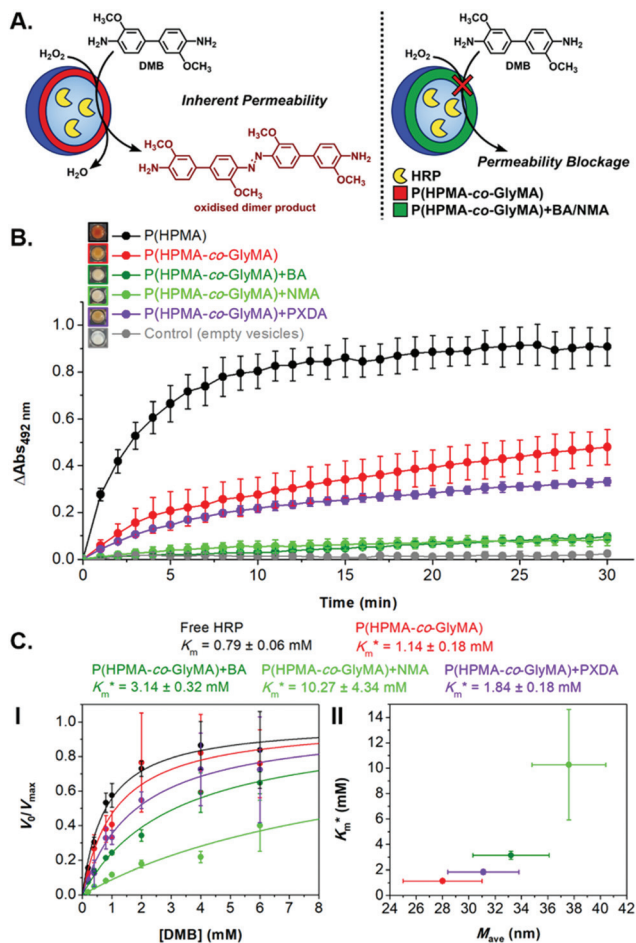 A.
H₃CO
H₂O₂
H₂N
NH₂
DMB
OCH₃
Inherent Permeability
H₂O
H₃CO
H₃CO
H₂N
N
N
NH₂
OCH₃
OCH₃
oxidised dimer product
H₃CO
H₂O₂
H₂N
NH₂
DMB
OCH₃
Permeability Blockage
HRP
P(HPMA-co-GlyMA)
P(HPMA-co-GlyMA)+BA/NMA
B.
P(HPMA)
P(HPMA-co-GlyMA)
P(HPMA-co-GlyMA)+BA
P(HPMA-co-GlyMA)+NMA
P(HPMA-co-GlyMA)+PXDA
Control (empty vesicles)
ΔAbs₄₉₂ nm
1.0
0.8
0.6
0.4
0.2
0.0
0 5 10 15 20 25 30
Time (min)
C.
Free HRP
Kₘ = 0.79 ± 0.06 mM
P(HPMA-co-GlyMA)
Kₘ* = 1.14 ± 0.18 mM
P(HPMA-co-GlyMA)+BA
Kₘ* = 3.14 ± 0.32 mM
P(HPMA-co-GlyMA)+NMA
Kₘ* = 10.27 ± 4.34 mM
P(HPMA-co-GlyMA)+PXDA
Kₘ* = 1.84 ± 0.18 mM
I
V₀/Vmax
1.0
0.8
0.6
0.4
0.2
0.0
0 1 2 3 4 5 6 7 8
[DMB] (mM)
II
Kₘ* (mM)
14
12
10
8
6
4
2
0
24 28 32 36 40 42
Mave (nm)